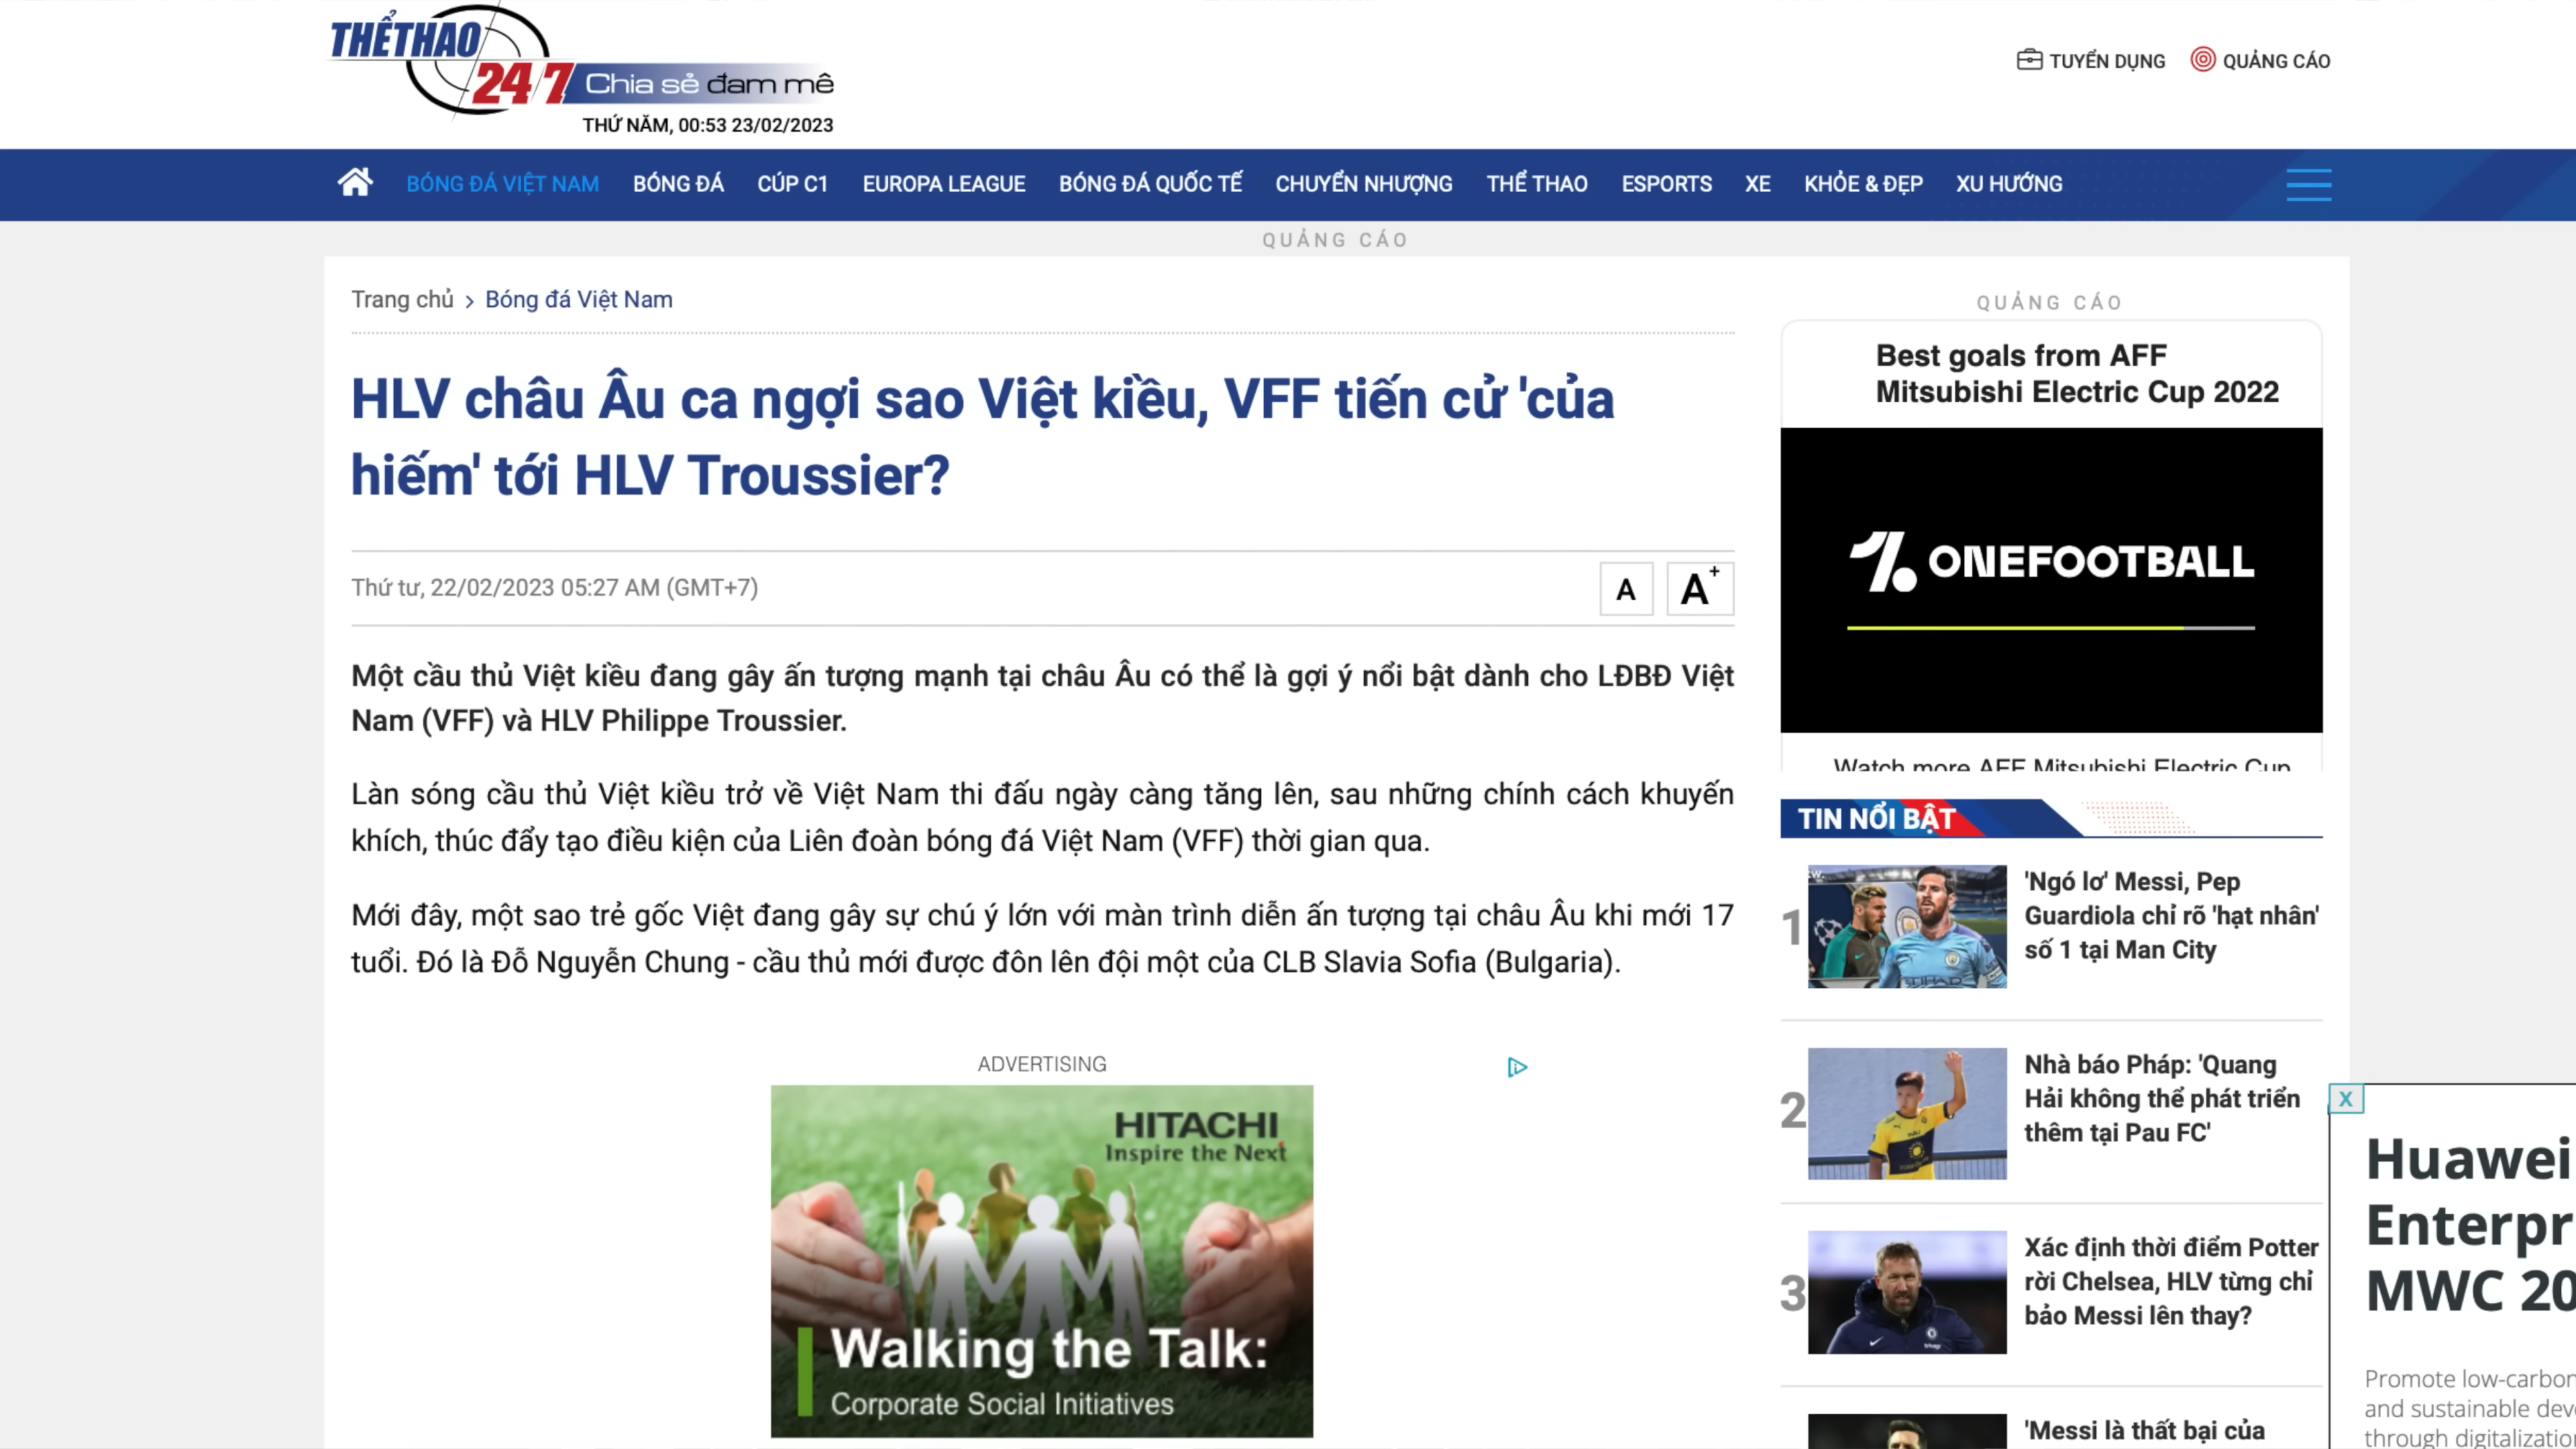 THỂTHAO
24/7 Chia sẻ đam mê
THỨ NĂM, 00:53 23/02/2023
TUYỂN DỤNG QUẢNG CÁO
BÓNG ĐÁ VIỆT NAM BÓNG ĐÁ CÚP C1 EUROPA LEAGUE BÓNG ĐÁ QUỐC TẾ CHUYỂN NHƯỢNG THỂ THAO ESPORTS XE KHỎE & ĐẸP XU HƯỚNG
QUẢNG CÁO
Trang chủ > Bóng đá Việt Nam
HLV châu Âu ca ngợi sao Việt kiều, VFF tiến cử 'của
hiếm' tới HLV Troussier?
Thứ tư, 22/02/2023 05:27 AM (GMT+7)
A A+
Một cầu thủ Việt kiều đang gây ấn tượng mạnh tại châu Âu có thể là gợi ý nổi bật dành cho LĐBĐ Việt
Nam (VFF) và HLV Philippe Troussier.
Làn sóng cầu thủ Việt kiều trở về Việt Nam thi đấu ngày càng tăng lên, sau những chính cách khuyến
khích, thúc đẩy tạo điều kiện của Liên đoàn bóng đá Việt Nam (VFF) thời gian qua.
Mới đây, một sao trẻ gốc Việt đang gây sự chú ý lớn với màn trình diễn ấn tượng tại châu Âu khi mới 17
tuổi. Đó là Đỗ Nguyễn Chung - cầu thủ mới được đôn lên đội một của CLB Slavia Sofia (Bulgaria).
ADVERTISING
HITACHI
Inspire the Next
Walking the Talk:
Corporate Social Initiatives
QUẢNG CÁO
Best goals from AFF
Mitsubishi Electric Cup 2022
ONEFOOTBALL
Watch more AFF Mitsubishi Electric Cup
TIN NỔI BẬT
1
'Ngó lơ' Messi, Pep
Guardiola chỉ rõ 'hạt nhân'
số 1 tại Man City
2
Nhà báo Pháp: 'Quang
Hải không thể phát triển
thêm tại Pau FC'
3
Xác định thời điểm Potter
rời Chelsea, HLV từng chỉ
bảo Messi lên thay?
'Messi là thất bại của
X
Huawei
Enterpr
MWC 20
Promote low-carbon
and sustainable deve
through digitalizatio